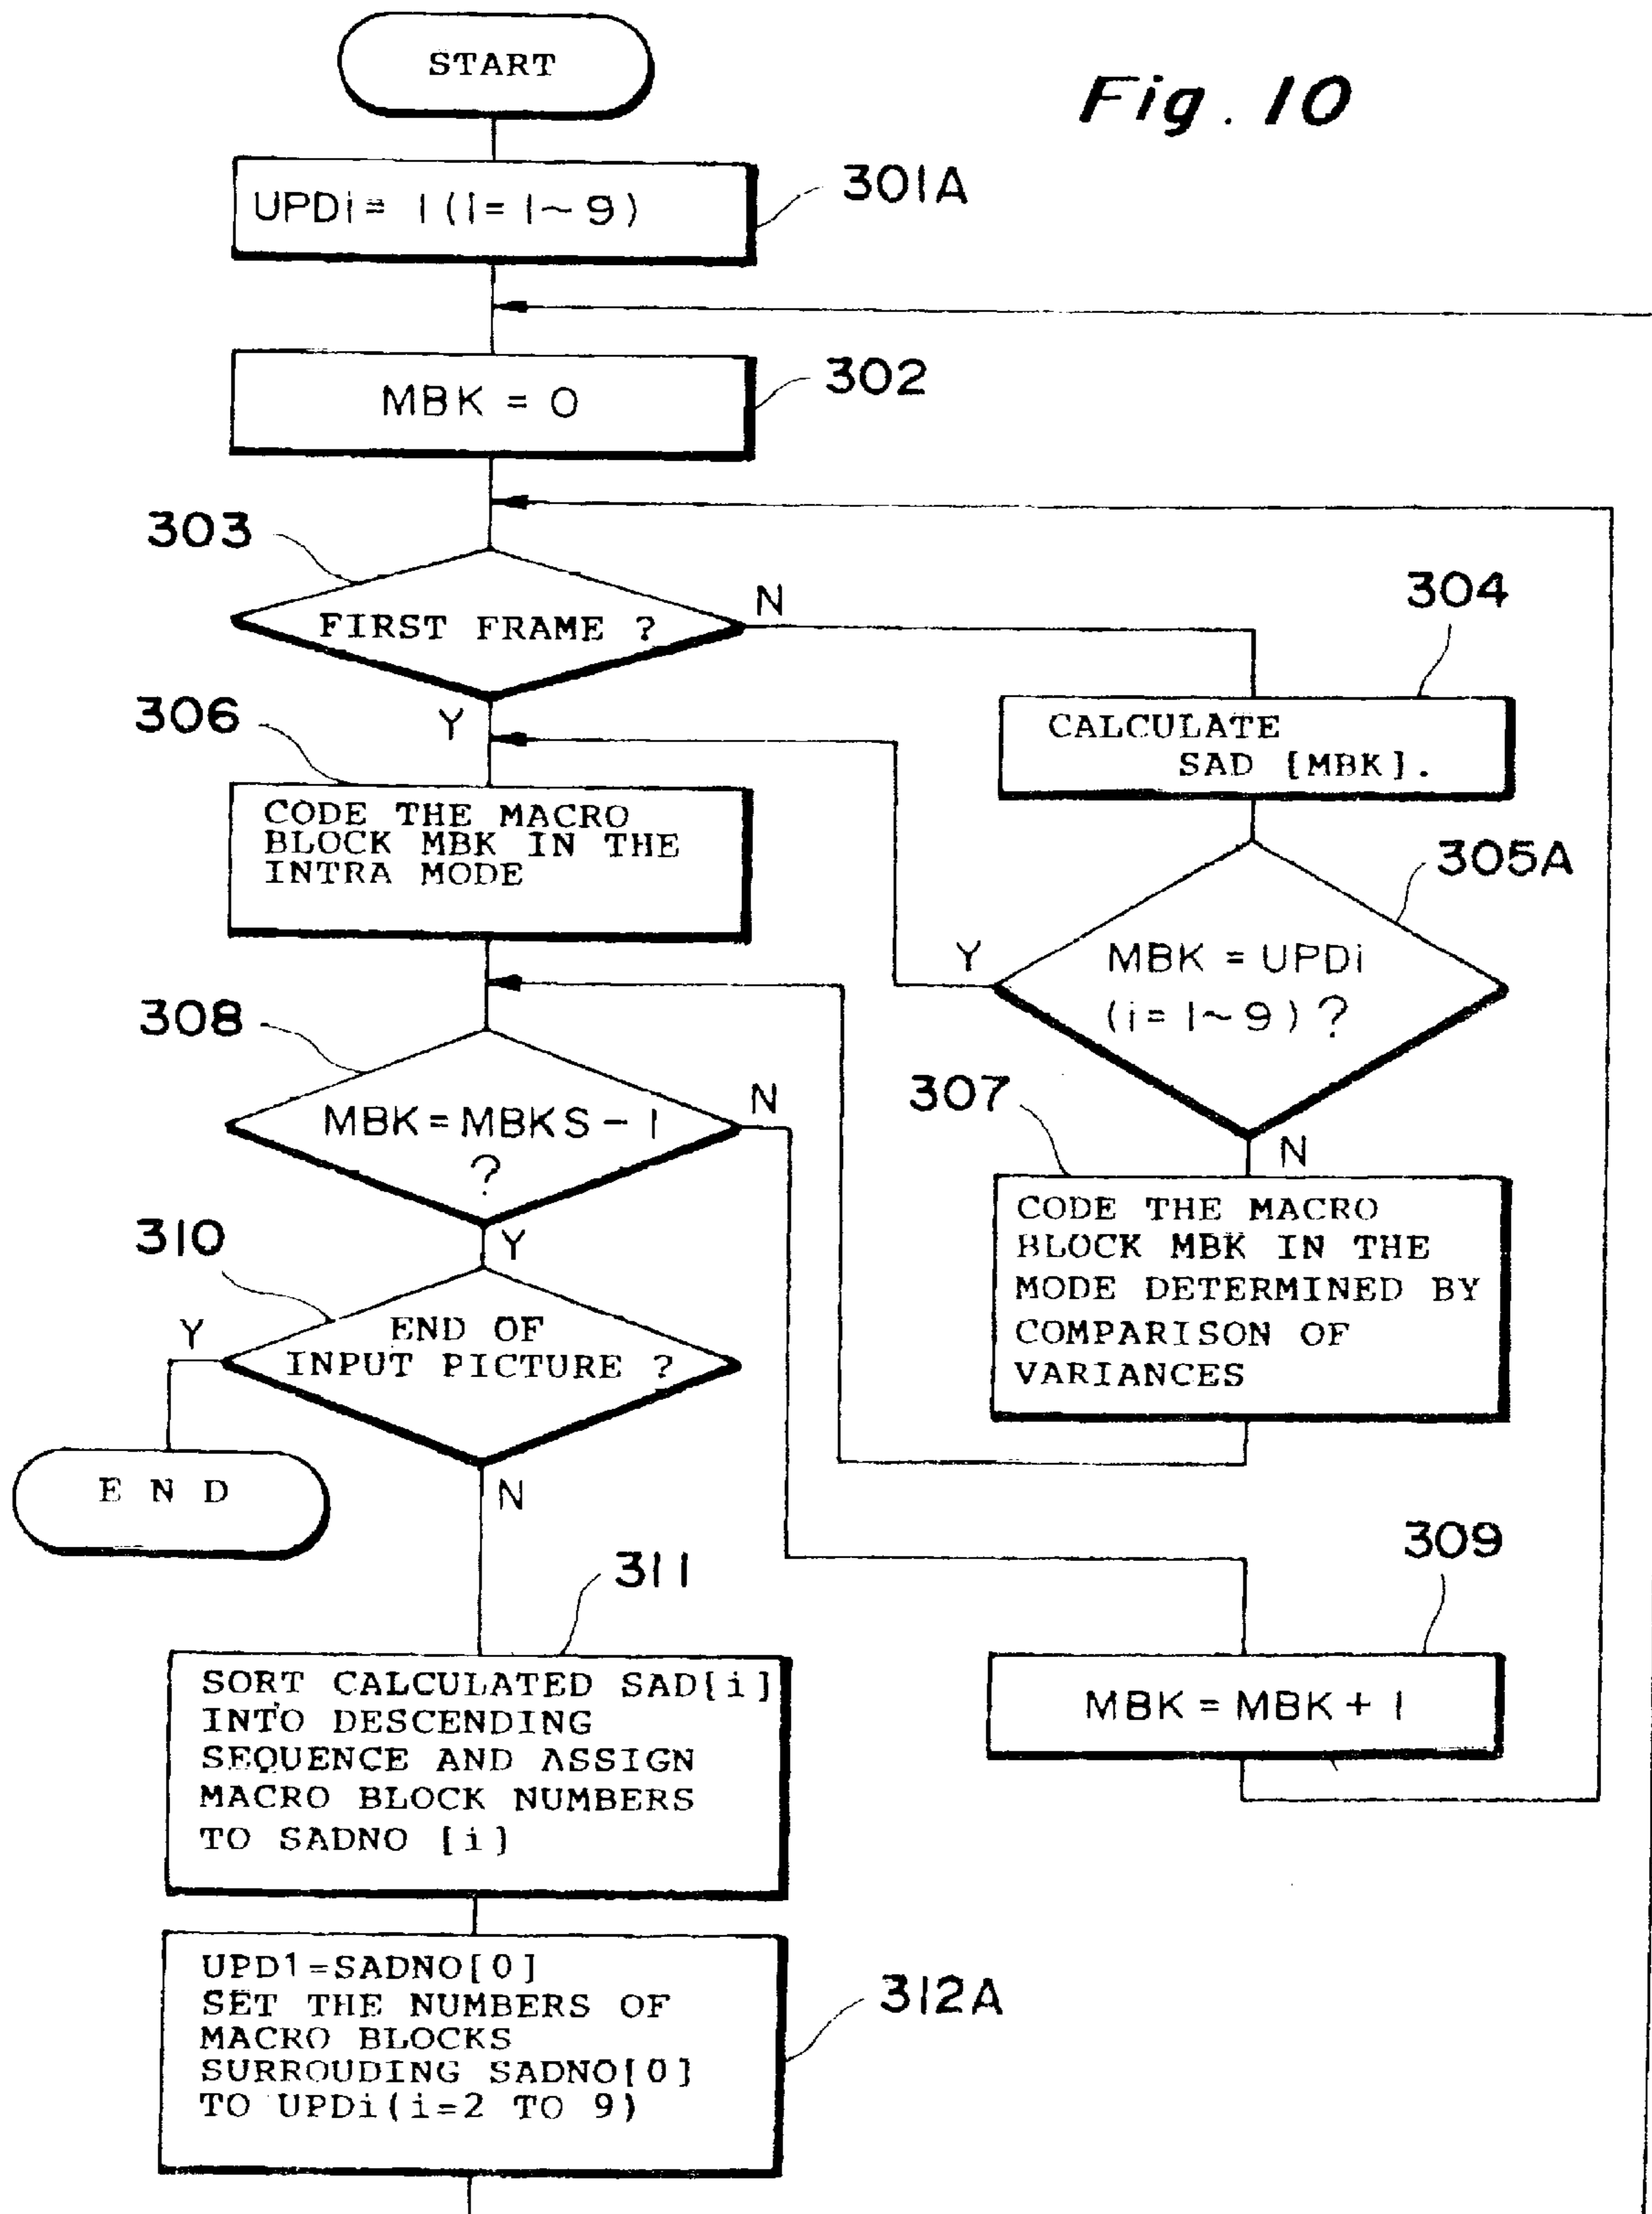 START
Fig. 10
UPDi = 1 (i = 1~9)
301A
MBK = 0
302
303
FIRST FRAME ?
N
Y
304
CALCULATE
SAD [MBK].
306
CODE THE MACRO
BLOCK MBK IN THE
INTRA MODE
305A
Y
MBK = UPDi
(i = 1~9) ?
N
308
MBK = MBKS - 1
?
N
Y
307
CODE THE MACRO
BLOCK MBK IN THE
MODE DETERMINED BY
COMPARISON OF
VARIANCES
310
Y
END OF
INPUT PICTURE ?
N
END
309
MBK = MBK + 1
311
SORT CALCULATED SAD[i]
INTO DESCENDING
SEQUENCE AND ASSIGN
MACRO BLOCK NUMBERS
TO SADNO [i]
UPD1=SADNO[0]
SET THE NUMBERS OF
MACRO BLOCKS
SURROUDING SADNO[0]
TO UPDi(i=2 TO 9)
312A